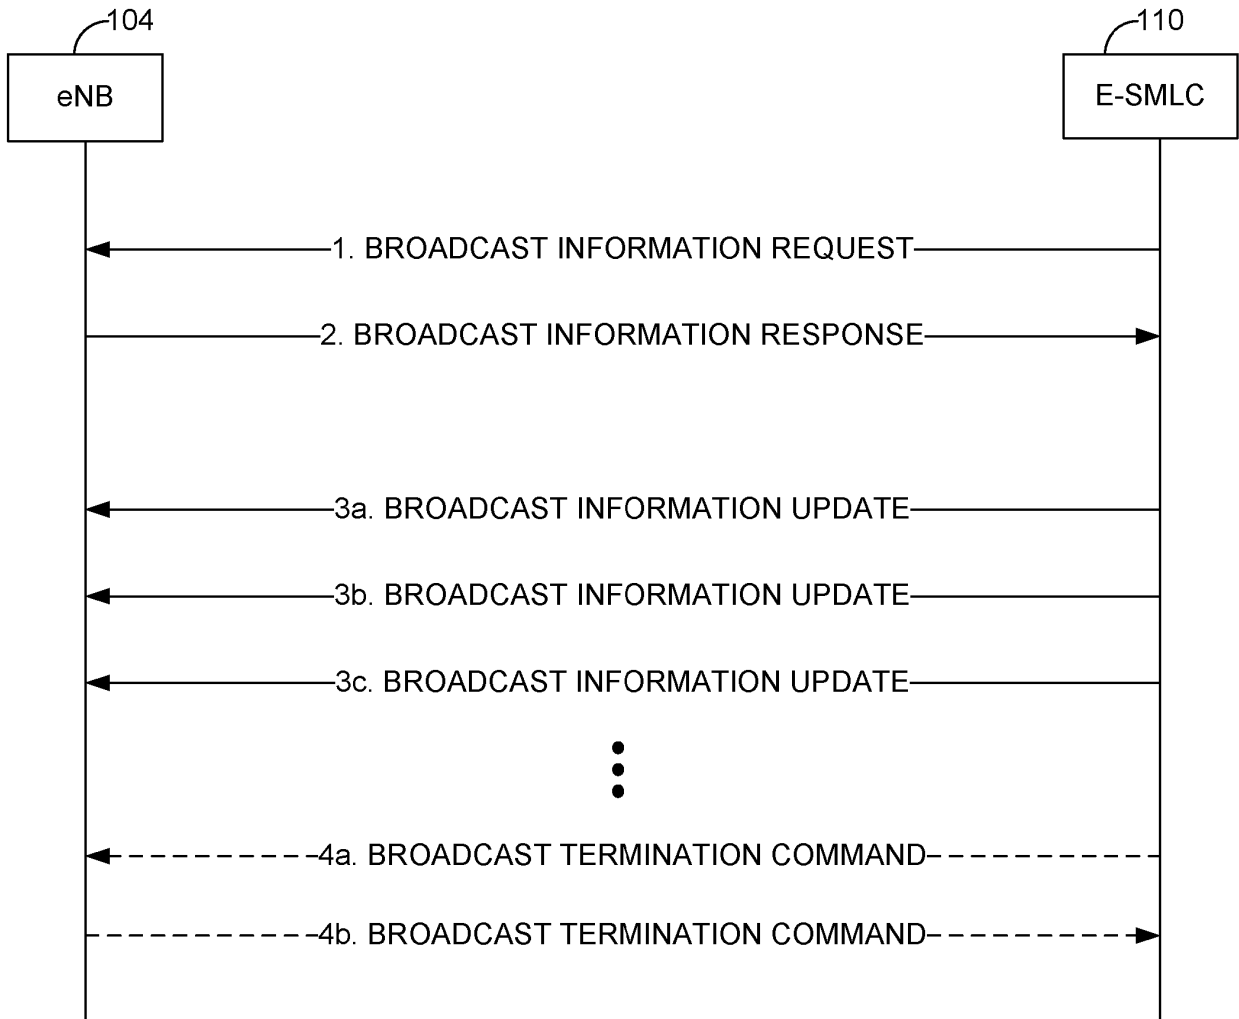 104
110
eNB
E-SMLC
1. BROADCAST INFORMATION REQUEST
2. BROADCAST INFORMATION RESPONSE
3a. BROADCAST INFORMATION UPDATE
3b. BROADCAST INFORMATION UPDATE
3c. BROADCAST INFORMATION UPDATE
4a. BROADCAST TERMINATION COMMAND
4b. BROADCAST TERMINATION COMMAND